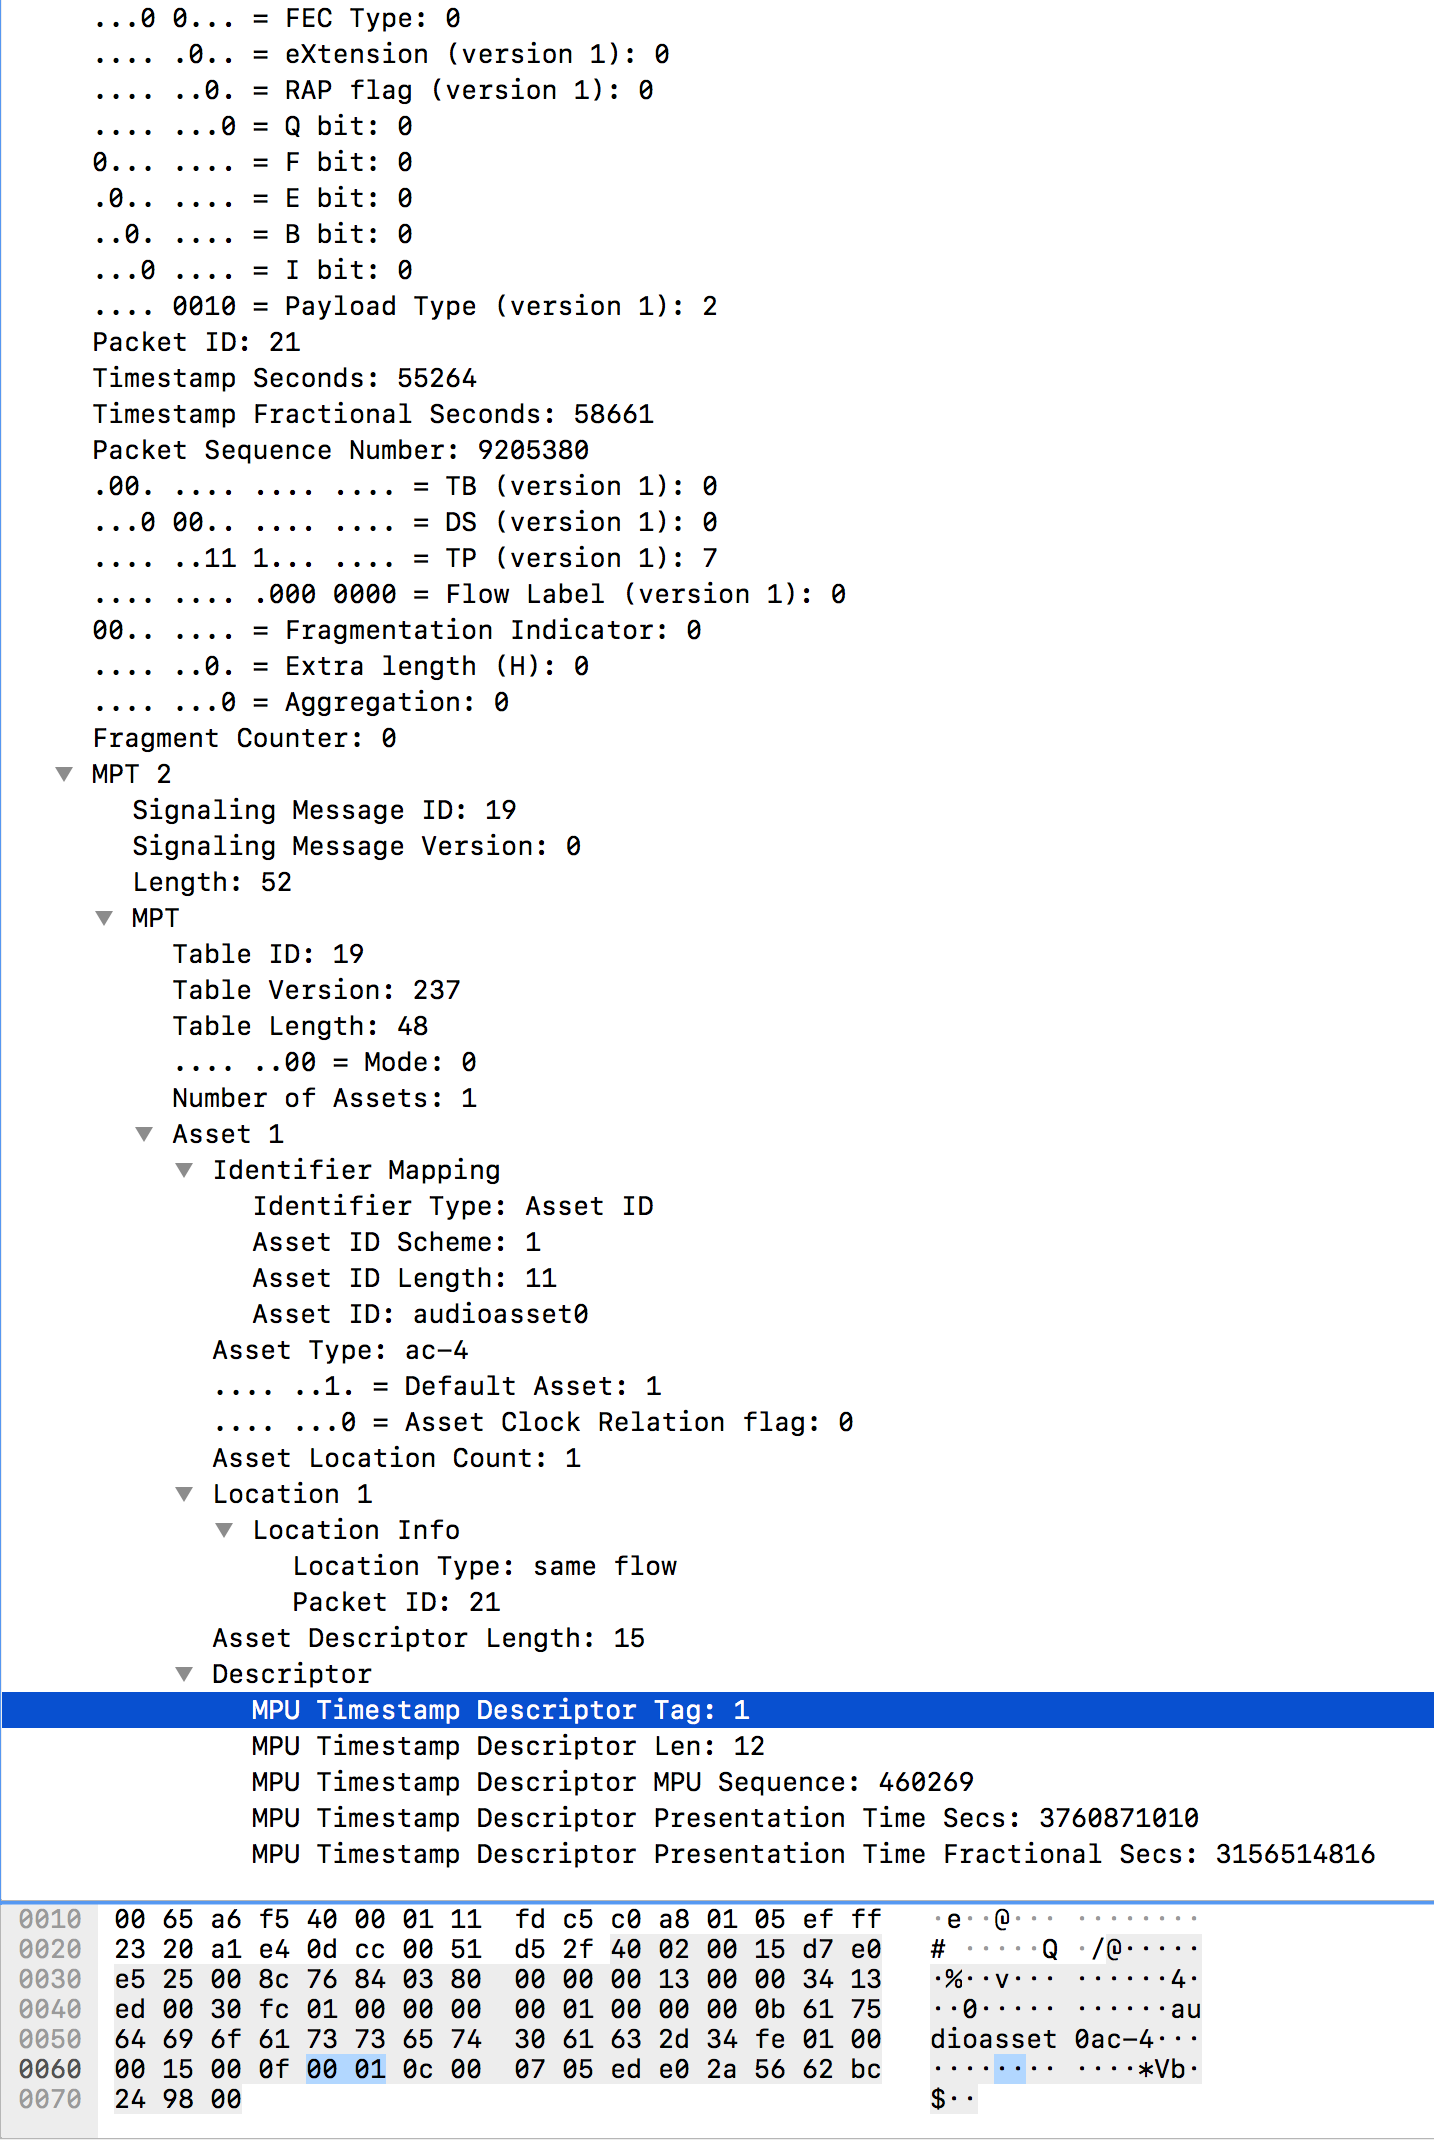 ...0 0... = FEC Type: 0
.... .0.. = eXtension (version 1): 0
.... ..0. = RAP flag (version 1): 0
.... ...0 = Q bit: 0
0... .... = F bit: 0
.0.. .... = E bit: 0
..0. .... = B bit: 0
...0 .... = I bit: 0
.... 0010 = Payload Type (version 1): 2
Packet ID: 21
Timestamp Seconds: 55264
Timestamp Fractional Seconds: 58661
Packet Sequence Number: 9205380
.00. .... .... .... = TB (version 1): 0
...0 00.. .... .... = DS (version 1): 0
.... ..11 1... .... = TP (version 1): 7
.... .... .000 0000 = Flow Label (version 1): 0
00.. .... = Fragmentation Indicator: 0
.... ..0. = Extra length (H): 0
.... ...0 = Aggregation: 0
Fragment Counter: 0
MPT 2
Signaling Message ID: 19
Signaling Message Version: 0
Length: 52
MPT
Table ID: 19
Table Version: 237
Table Length: 48
.... ..00 = Mode: 0
Number of Assets: 1
Asset 1
Identifier Mapping
Identifier Type: Asset ID
Asset ID Scheme: 1
Asset ID Length: 11
Asset ID: audioasset0
Asset Type: ac-4
.... ..1. = Default Asset: 1
.... ...0 = Asset Clock Relation flag: 0
Asset Location Count: 1
Location 1
Location Info
Location Type: same flow
Packet ID: 21
Asset Descriptor Length: 15
Descriptor
MPU Timestamp Descriptor Tag: 1
MPU Timestamp Descriptor Len: 12
MPU Timestamp Descriptor MPU Sequence: 460269
MPU Timestamp Descriptor Presentation Time Secs: 3760871010
MPU Timestamp Descriptor Presentation Time Fractional Secs: 3156514816
0010 00 65 a6 f5 40 00 01 11 fd c5 c0 a8 01 05 ef ff ·e··@··· ········
0020 23 20 a1 e4 0d cc 00 51 d5 2f 40 02 00 15 d7 e0 # ·····Q ·/@·····
0030 e5 25 00 8c 76 84 03 80 00 00 00 13 00 00 34 13 ·%··v··· ······4·
0040 ed 00 30 fc 01 00 00 00 00 01 00 00 00 0b 61 75 ··0····· ······au
0050 64 69 6f 61 73 73 65 74 30 61 63 2d 34 fe 01 00 dioasset 0ac-4···
0060 00 15 00 0f 00 01 0c 00 07 05 ed e0 2a 56 62 bc ········ ····*Vb·
0070 24 98 00 $··